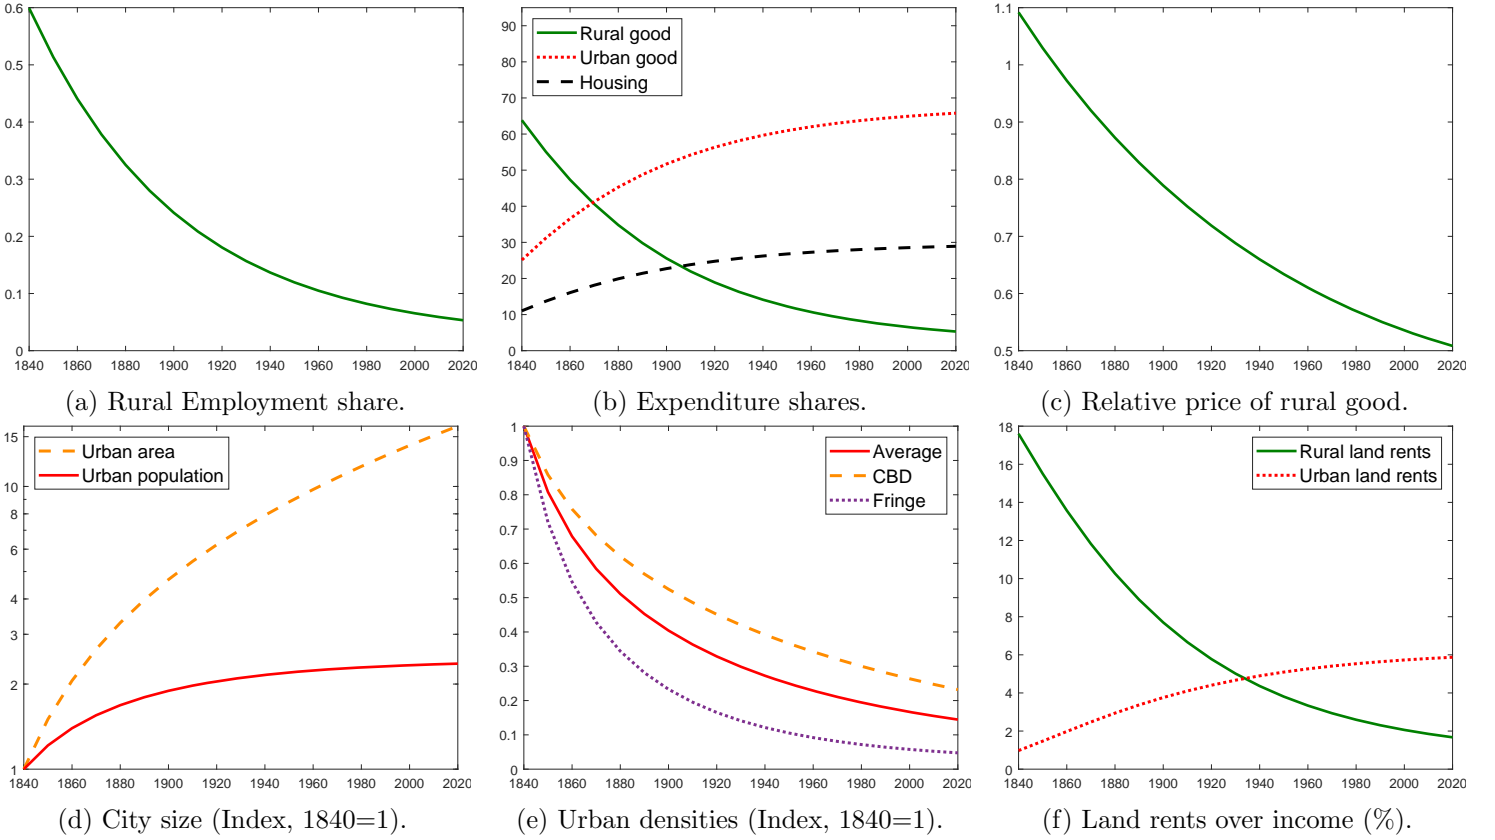 0.6
0.5
0.4
0.3
0.2
0.1
0
1840 1860 1880 1900 1920 1940 1960 1980 2000 2020
(a) Rural Employment share.
90
80
70
60
50
40
30
20
10
0
Rural good
Urban good
Housing
1840 1860 1880 1900 1920 1940 1960 1980 2000 2020
(b) Expenditure shares.
1.1
1
0.9
0.8
0.7
0.6
0.5
1840 1860 1880 1900 1920 1940 1960 1980 2000 2020
(c) Relative price of rural good.
15
10
8
6
4
3
2
1
Urban area
Urban population
1840 1860 1880 1900 1920 1940 1960 1980 2000 2020
(d) City size (Index, 1840=1).
1
0.9
0.8
0.7
0.6
0.5
0.4
0.3
0.2
0.1
0
Average
CBD
Fringe
1840 1860 1880 1900 1920 1940 1960 1980 2000 2020
(e) Urban densities (Index, 1840=1).
18
16
14
12
10
8
6
4
2
0
Rural land rents
Urban land rents
1840 1860 1880 1900 1920 1940 1960 1980 2000 2020
(f) Land rents over income (%).